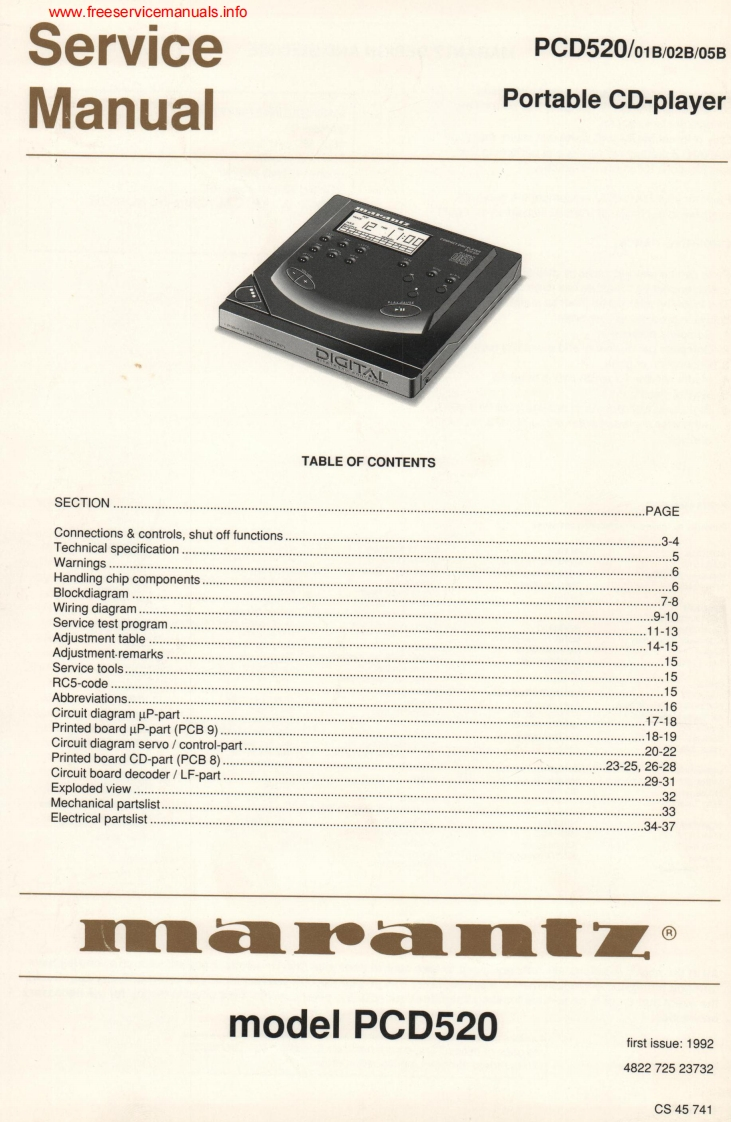 www.freeservicemanuals.info
Service
Manual
PCD520/01B/02B/05B
Portable CD-player
marantz
12 11:00
DIGITAL
TABLE OF CONTENTS
SECTION ..........PAGE
Connections & controls, shut off functions ..........3-4
Technical specification ..........5
Warnings ..........6
Handling chip components ..........6
Blockdiagram ..........7-8
Wiring diagram ..........9-10
Service test program ..........11-13
Adjustment table ..........14-15
Adjustment-remarks ..........15
Service tools ..........15
RC5-code ..........15
Abbreviations ..........16
Circuit diagram µP-part ..........17-18
Printed board µP-part (PCB 9) ..........18-19
Circuit diagram servo / control-part ..........20-22
Printed board CD-part (PCB 8) ..........23-25, 26-28
Circuit board decoder / LF-part ..........29-31
Exploded view ..........32
Mechanical partslist ..........33
Electrical partslist ..........34-37
marantz ®
model PCD520
first issue: 1992
4822 725 23732
CS 45 741